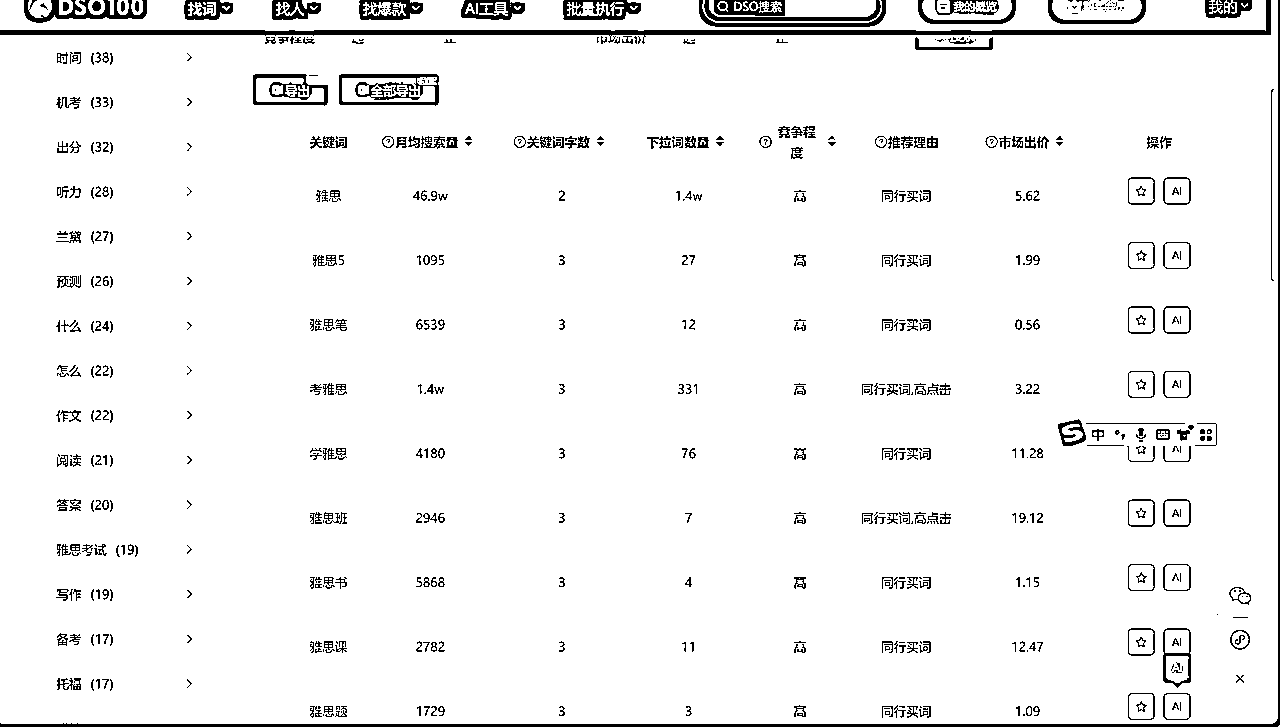 DSO100 找词 找人 找爆款 AI工具 批量执行 DSO搜索 我的概览 我的
竞争程度 市场出价
导出 全部导出
关键词 月均搜索量 关键词字数 下拉词数量 竞争程度 推荐理由 市场出价 操作
时间 (38)
机考 (33)
出分 (32)
听力 (28)
兰黛 (27)
预测 (26)
什么 (24)
怎么 (22)
作文 (22)
阅读 (21)
答案 (20)
雅思考试 (19)
写作 (19)
备考 (17)
托福 (17)
雅思 46.9w 2 1.4w 高 同行买词 5.62 AI
雅思5 1095 3 27 高 同行买词 1.99 AI
雅思笔 6539 3 12 高 同行买词 0.56 AI
考雅思 1.4w 3 331 高 同行买词,高点击 3.22 AI
中
学雅思 4180 3 76 高 同行买词 11.28 AI
雅思班 2946 3 7 高 同行买词,高点击 19.12 AI
雅思书 5868 3 4 高 同行买词 1.15 AI
雅思课 2782 3 11 高 同行买词 12.47 AI
雅思题 1729 3 3 高 同行买词 1.09 AI